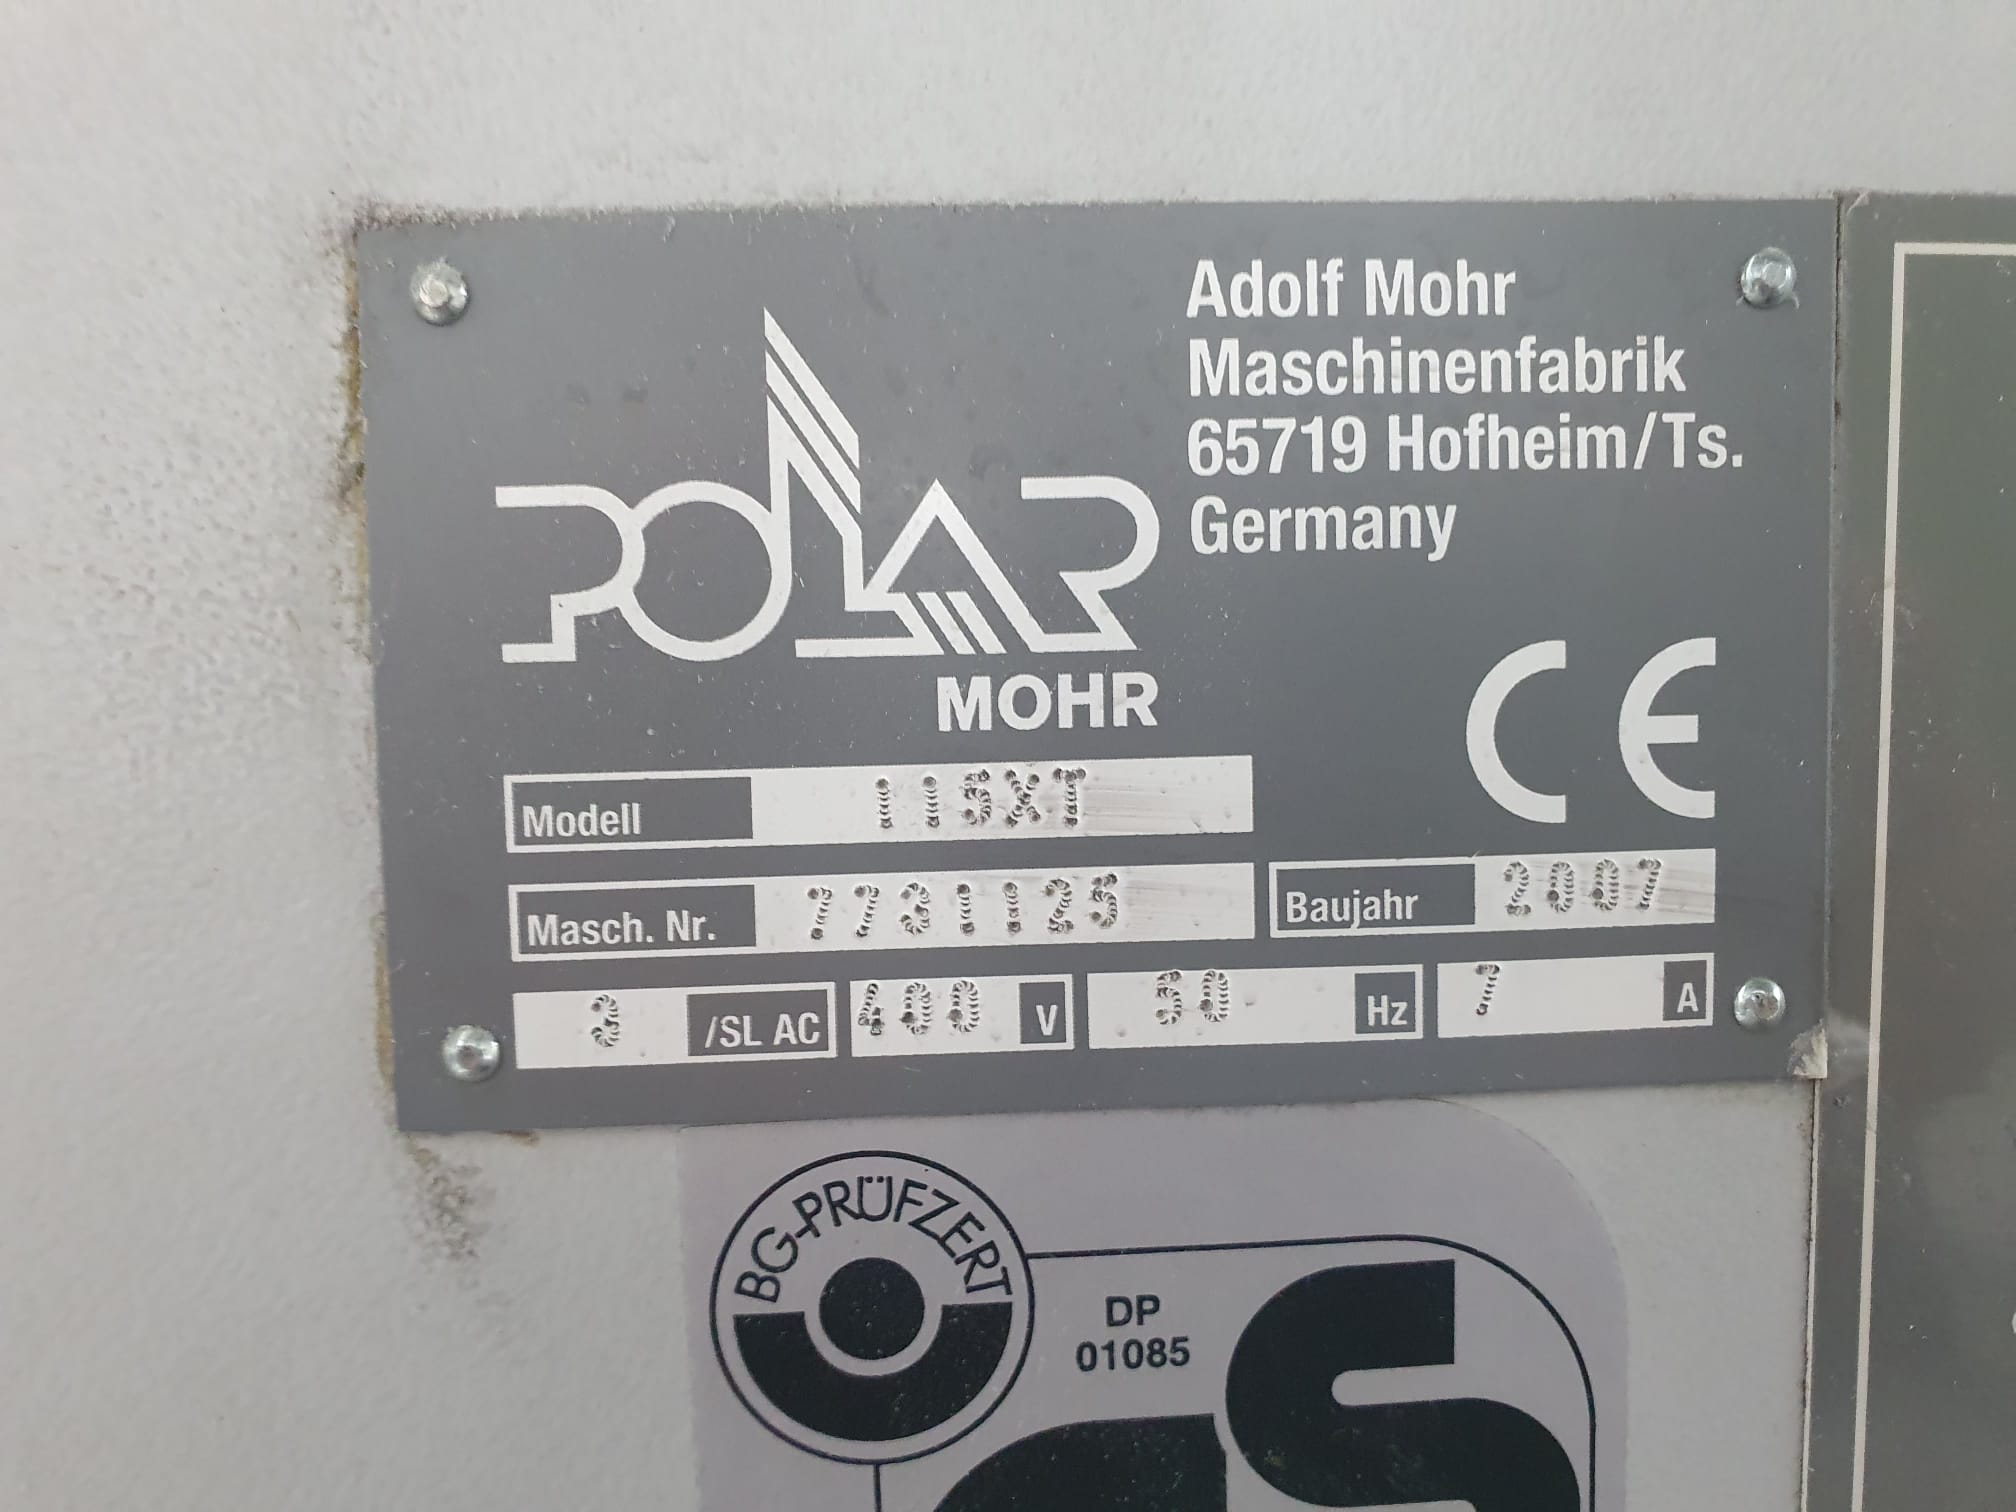 Adolf Mohr
Maschinenfabrik
65719 Hofheim/Ts.
Germany
POLAR
MOHR
CE
Modell 115XT
Masch. Nr. 7731125
Baujahr 2007
3 /SL AC 400 V 50 Hz 7 A
BG-PRÜFZERT
DP
01085